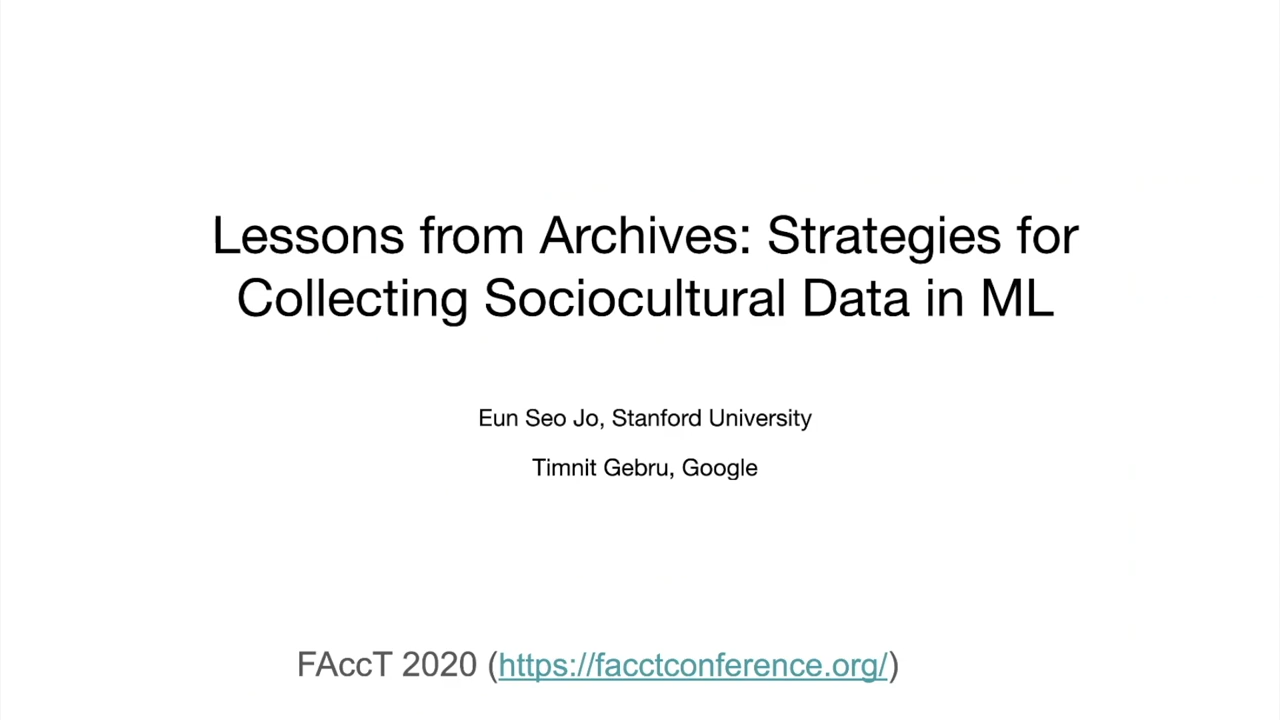 Lessons from Archives: Strategies for
Collecting Sociocultural Data in ML
Eun Seo Jo, Stanford University
Timnit Gebru, Google
FAccT 2020 (https://facctconference.org/)